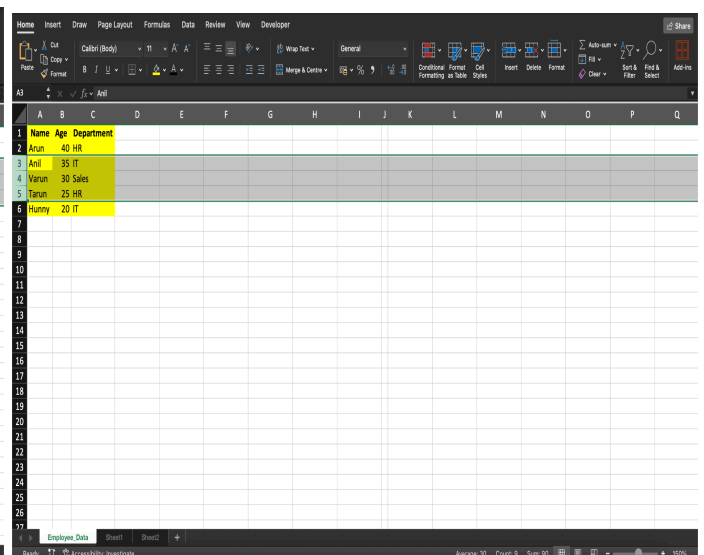 Home Insert Draw Page Layout Formulas Data Review View Developer Share
Cut Calibri (Body) 11 A A Wrap Text General Auto-sum
Copy Fill
Paste Format B I U A Merge & Centre % Conditional Formatting Format as Table Cell Styles Insert Delete Format Clear Sort & Filter Find & Select Add-ins
A3 fx Anil
A B C D E F G H I J K L M N O P Q
1 Name Age Department
2 Arun 40 HR
3 Anil 35 IT
4 Varun 30 Sales
5 Tarun 25 HR
6 Hunny 20 IT
7
8
9
10
11
12
13
14
15
16
17
18
19
20
21
22
23
24
25
26
27
Employee_Data Sheet1 Sheet2 +
Ready Accessibility: Investigate Average: 30 Count: 9 Sum: 90 150%